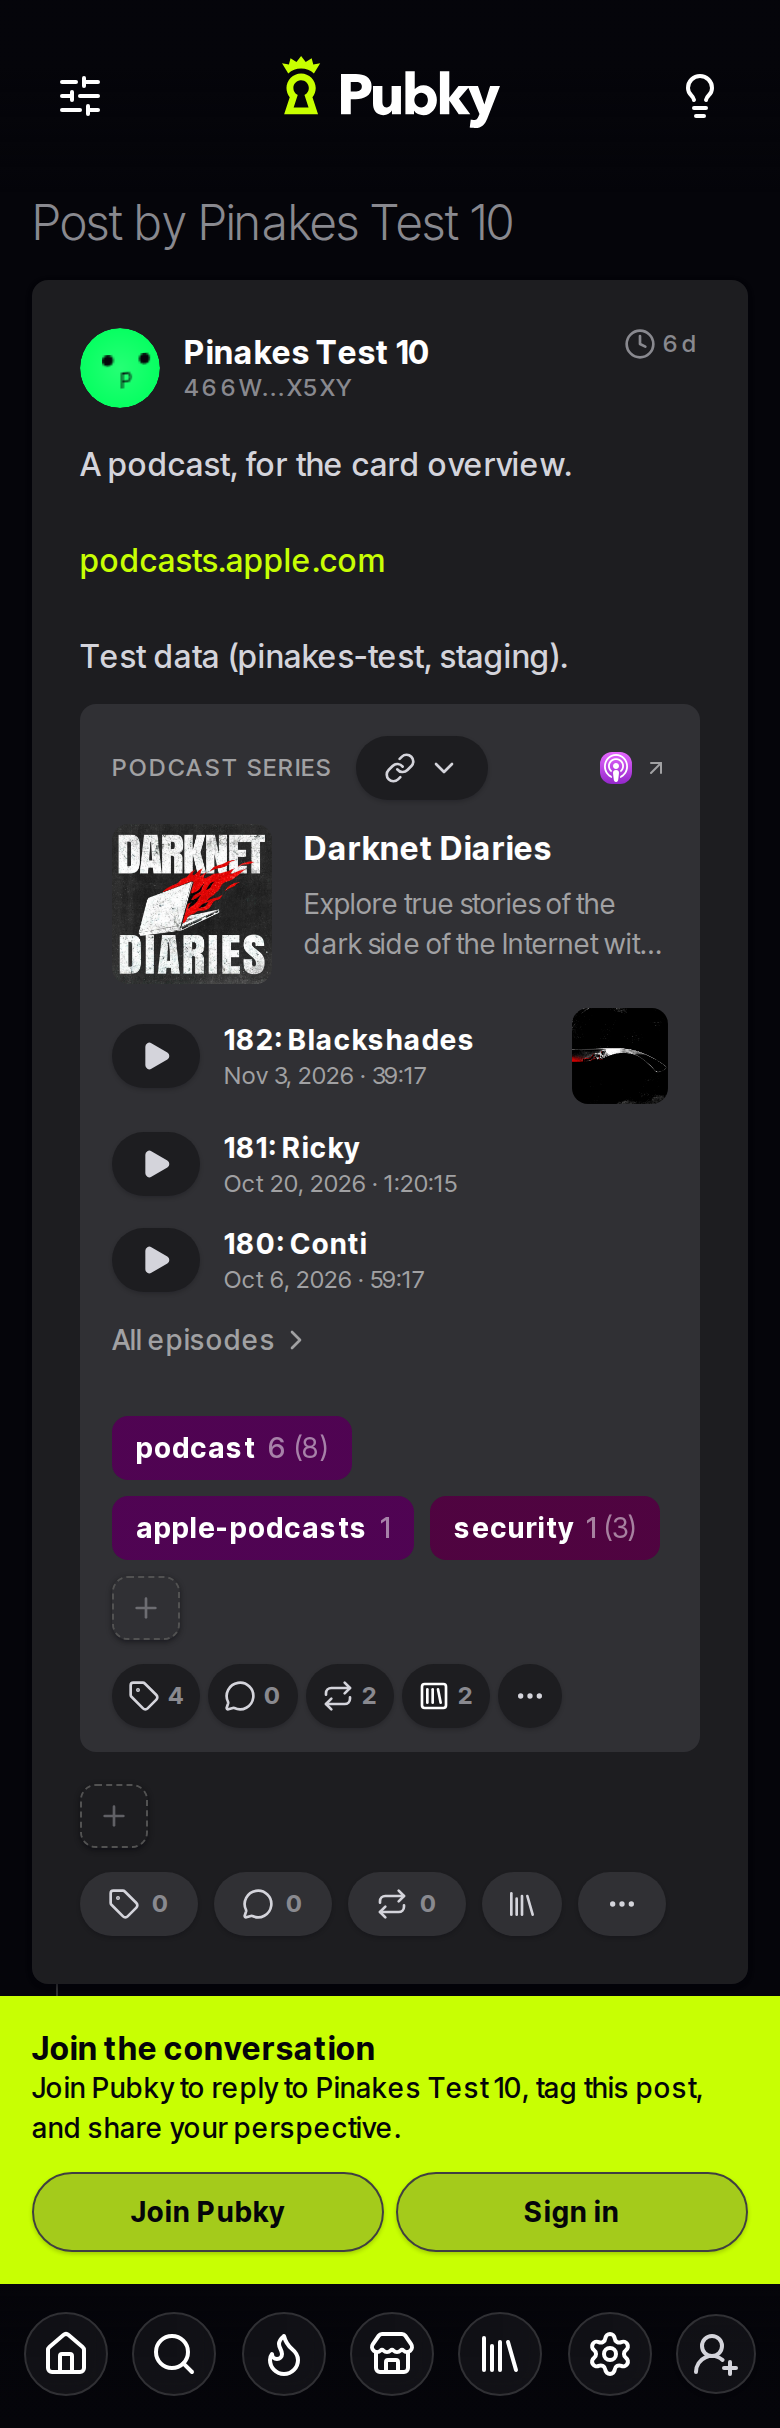 Pubky
Post by Pinakes Test 10
Pinakes Test 10
6 d
466W...X5XY
A podcast, for the card overview.
podcasts.apple.com
Test data (pinakes-test, staging).
PODCAST SERIES
DARKNET
DIARIES
Darknet Diaries
Explore true stories of the
dark side of the Internet wit...
182: Blackshades
Nov 3, 2026 · 39:17
181: Ricky
Oct 20, 2026 · 1:20:15
180: Conti
Oct 6, 2026 · 59:17
All episodes
podcast 6 (8)
apple-podcasts 1 security 1 (3)
4 0 2 2
0 0 0
Join the conversation
Join Pubky to reply to Pinakes Test 10, tag this post,
and share your perspective.
Join Pubky Sign in